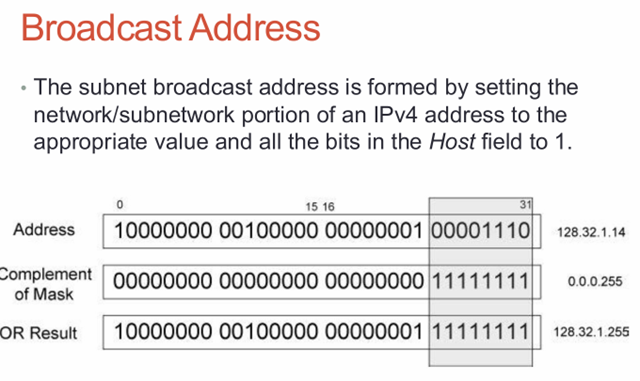 Broadcast Address
• The subnet broadcast address is formed by setting the
network/subnetwork portion of an IPv4 address to the
appropriate value and all the bits in the Host field to 1.
0 15 16 31
Address 10000000 00100000 00000001 00001110 128.32.1.14
Complement
of Mask 00000000 00000000 00000000 11111111 0.0.0.255
OR Result 10000000 00100000 00000001 11111111 128.32.1.255